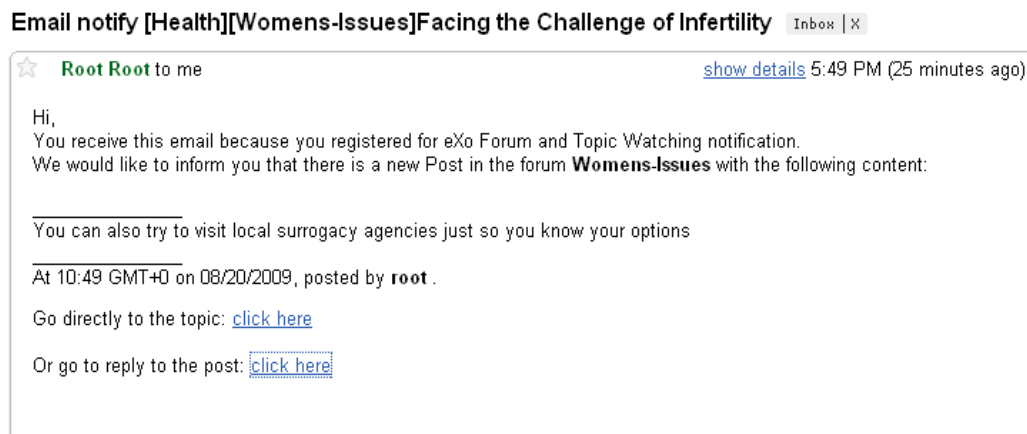 Email notify [Health][Womens-Issues]Facing the Challenge of Infertility Inbox | X
Root Root to me show details 5:49 PM (25 minutes ago)
Hi,
You receive this email because you registered for eXo Forum and Topic Watching notification.
We would like to inform you that there is a new Post in the forum Womens-Issues with the following content:
You can also try to visit local surrogacy agencies just so you know your options
At 10:49 GMT+0 on 08/20/2009, posted by root .
Go directly to the topic: click here
Or go to reply to the post: click here